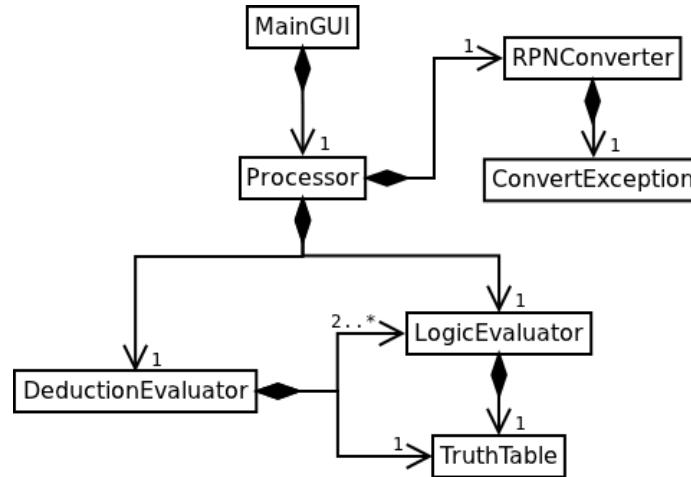 MainGUI
1
RPNConverter
1
1
Processor
ConvertException
1
2..*
LogicEvaluator
1
DeductionEvaluator
1
1
TruthTable